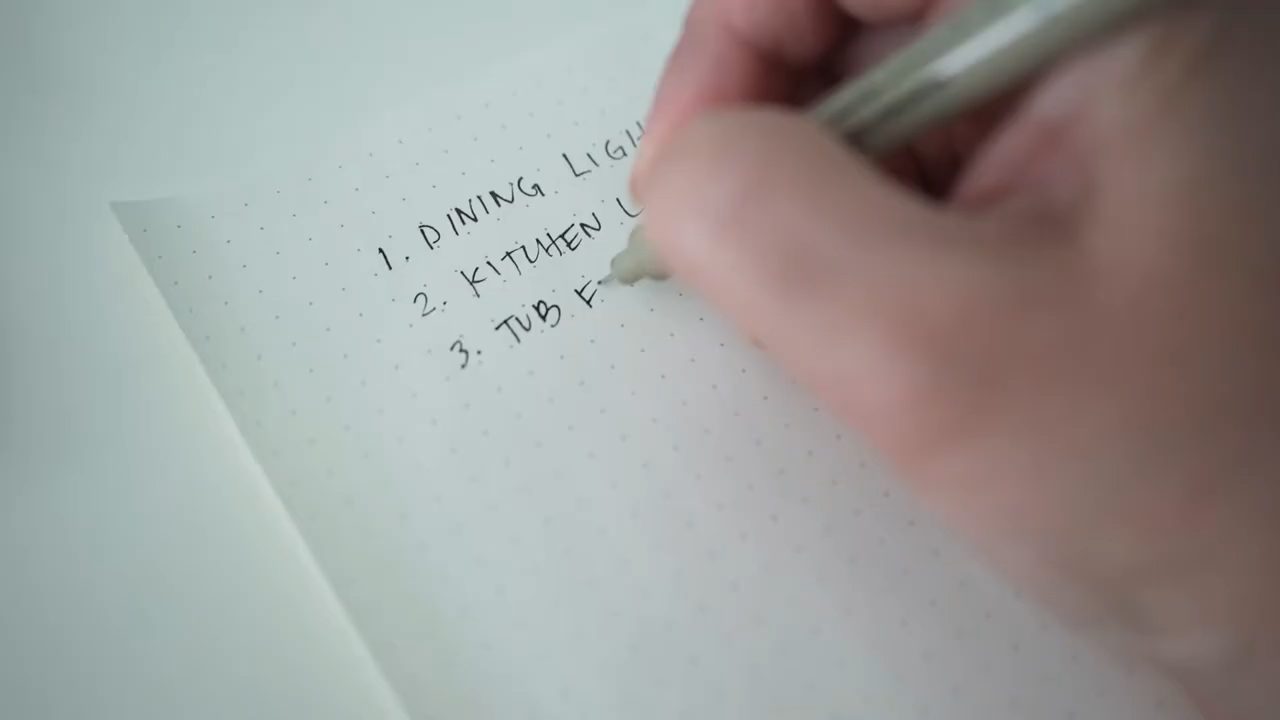 1. DINING LIGH
2. KITCHEN
3. TUB F